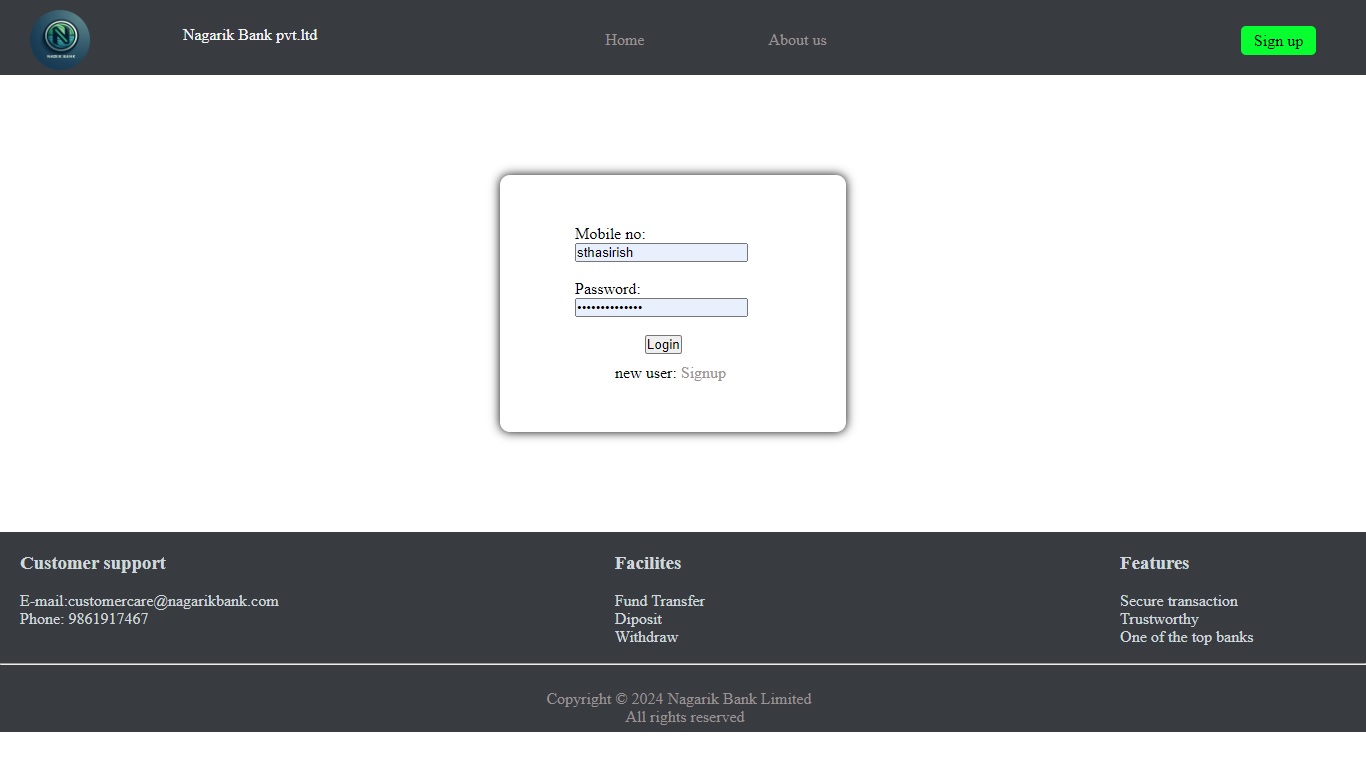 NAGRIK BANK
Nagarik Bank pvt.ltd
Home
About us
Sign up
Mobile no:
sthasirish
Password:
••••••••••••••
Login
new user: Signup
Customer support
E-mail:customercare@nagarikbank.com
Phone: 9861917467
Facilites
Fund Transfer
Diposit
Withdraw
Features
Secure transaction
Trustworthy
One of the top banks
Copyright © 2024 Nagarik Bank Limited
All rights reserved